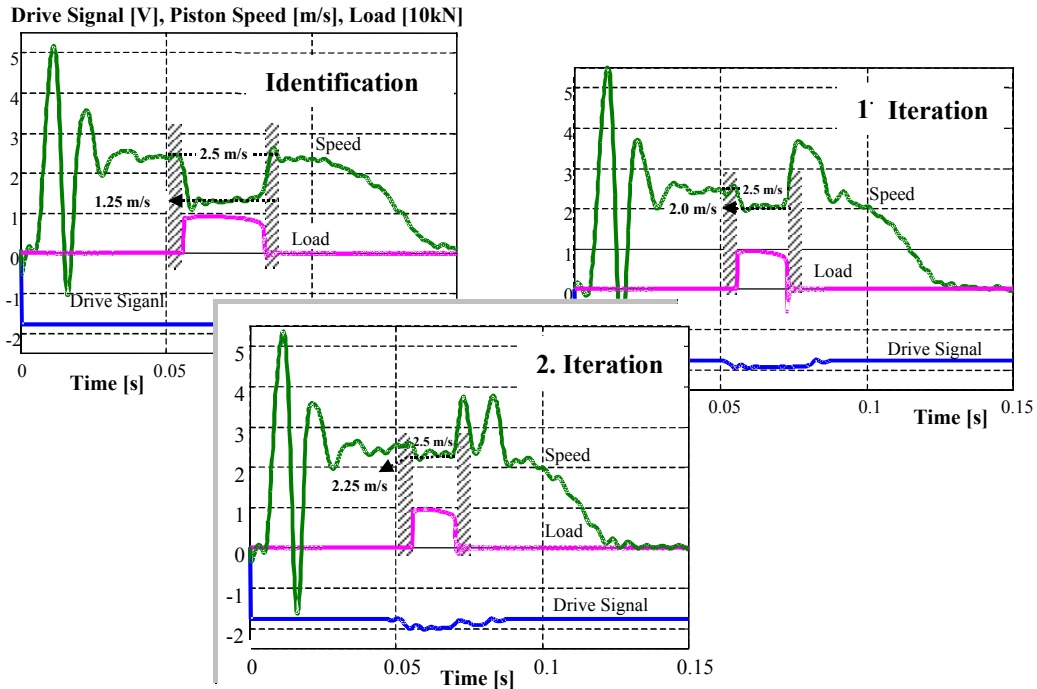 Drive Signal [V], Piston Speed [m/s], Load [10kN]
Identification
5
4
3
2
1
0
-1
-2
2.5 m/s
1.25 m/s
Speed
Load
Drive Siganl
0
0.05
Time [s]
1. Iteration
5
4
3
2
1
0
2.5 m/s
2.0 m/s
Speed
Load
Drive Signal
0.05
0.1
0.15
Time [s]
2. Iteration
5
4
3
2
1
0
-1
-2
2.5 m/s
2.25 m/s
Speed
Load
Drive Signal
0
0.05
0.1
0.15
Time [s]